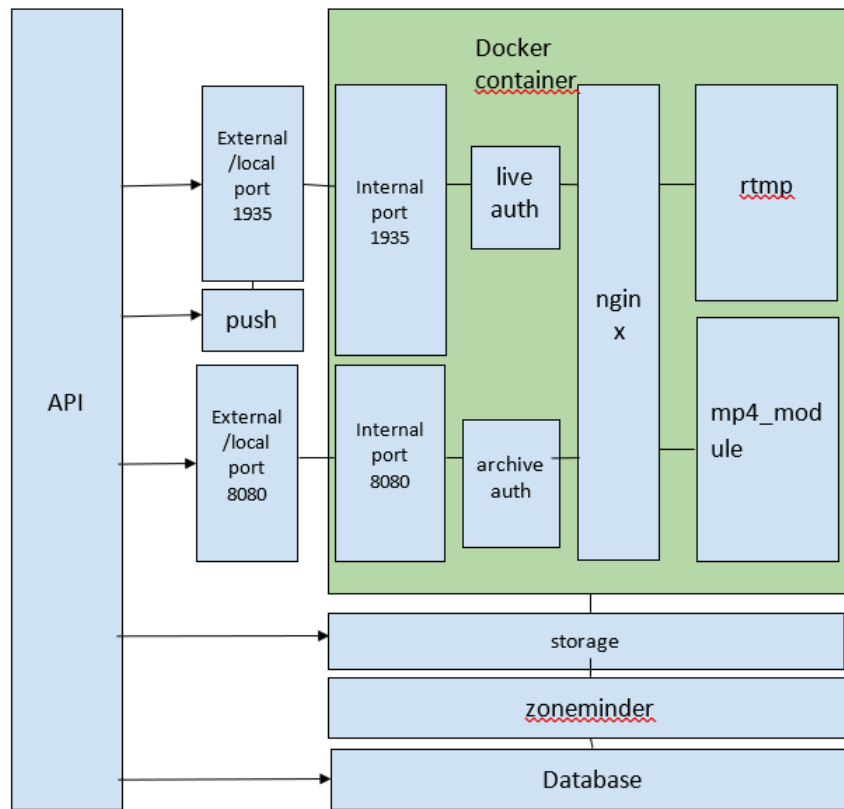 Docker
container
External
/local
port
1935
Internal
port
1935
live
auth
rtmp
push
ngin
x
API
External
/local
port
8080
Internal
port
8080
archive
auth
mp4_mod
ule
storage
zoneminder
Database